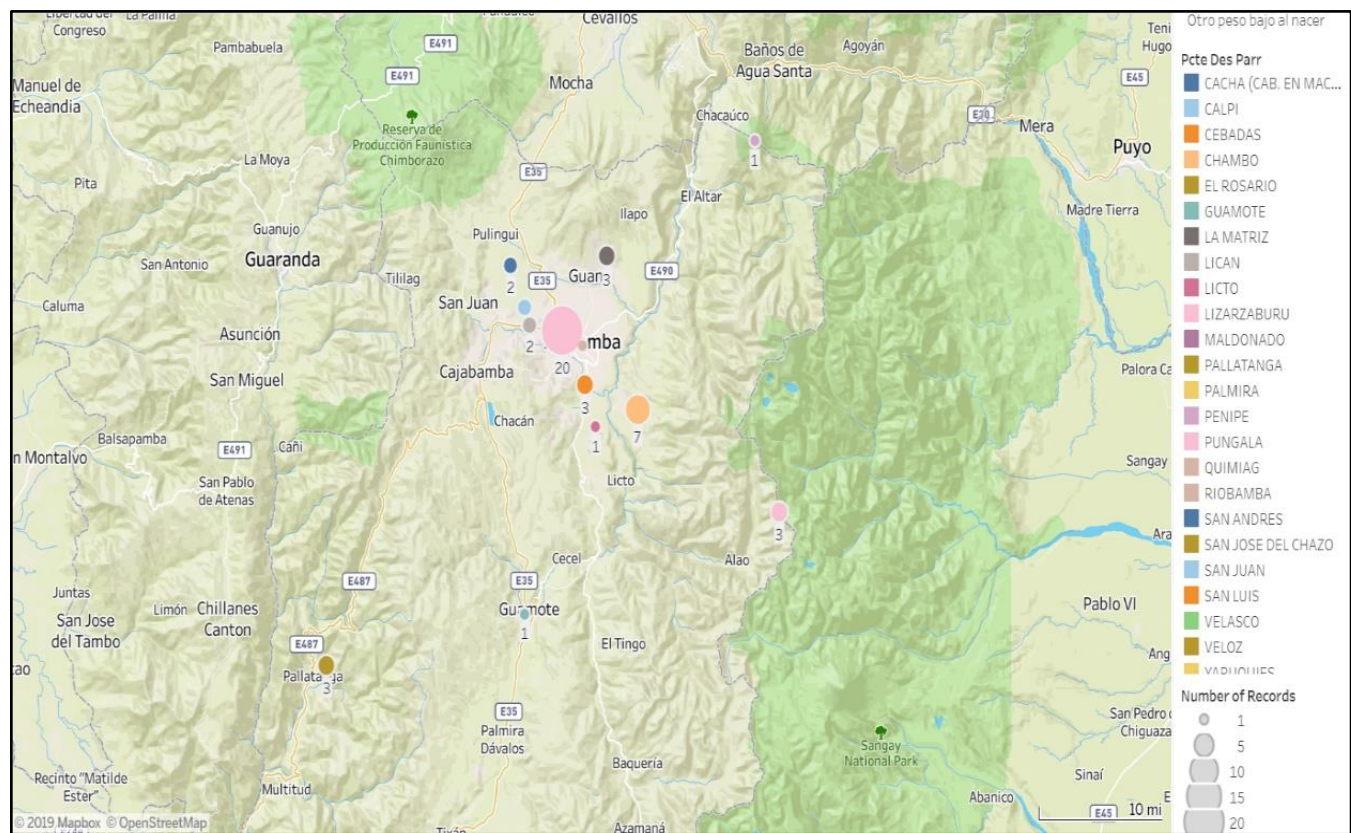 Congreso
La Palma
Pambabuela
E491
E491
Cevallos
Mocha
Baños de
Agua Santa
Agoyán
Manuel de
Echeandia
Reserva de
Producción Faunística
Chimborazo
Chacaúco
E30
Mera
E45
Puyo
La Moya
Pita
E35
1
El Altar
Ilapo
Madre Tierra
Guanujo
Guaranda
San Antonio
Pulingui
Tililag
E35
E490
2
3
Caluma
San Juan
Asunción
2
20
Cajabamba
San Miguel
3
7
Palora
Chacán
1
Balsapamba
Cañi
E491
Montalvo
San Pablo
de Atenas
Licto
Sangay
3
Cecel
Alao
E487
E35
Juntas
Limón
Chillanes
Canton
Guamote
1
Pablo VI
San Jose
del Tambo
E487
El Tingo
3
E35
Palmira
Dávalos
San Pedro
Chiguaza
Sangay
National Park
Baquería
Sinaí
Recinto "Matilde
Ester"
Multitud
Abanico
E45
10 mi
Azamaná
© 2019 Mapbox © OpenStreetMap
Otro peso bajo al nacer
Pcte Des Parr
CACHA (CAB. EN MAC...
CALPI
CEBADAS
CHAMBO
EL ROSARIO
GUAMOTE
LA MATRIZ
LICAN
LICTO
LIZARZABURU
MALDONADO
PALLATANGA
PALMIRA
PENIPE
PUNGALA
QUIMIAG
RIOBAMBA
SAN ANDRES
SAN JOSE DEL CHAZO
SAN JUAN
SAN LUIS
VELASCO
VELOZ
Number of Records
1
5
10
15
20